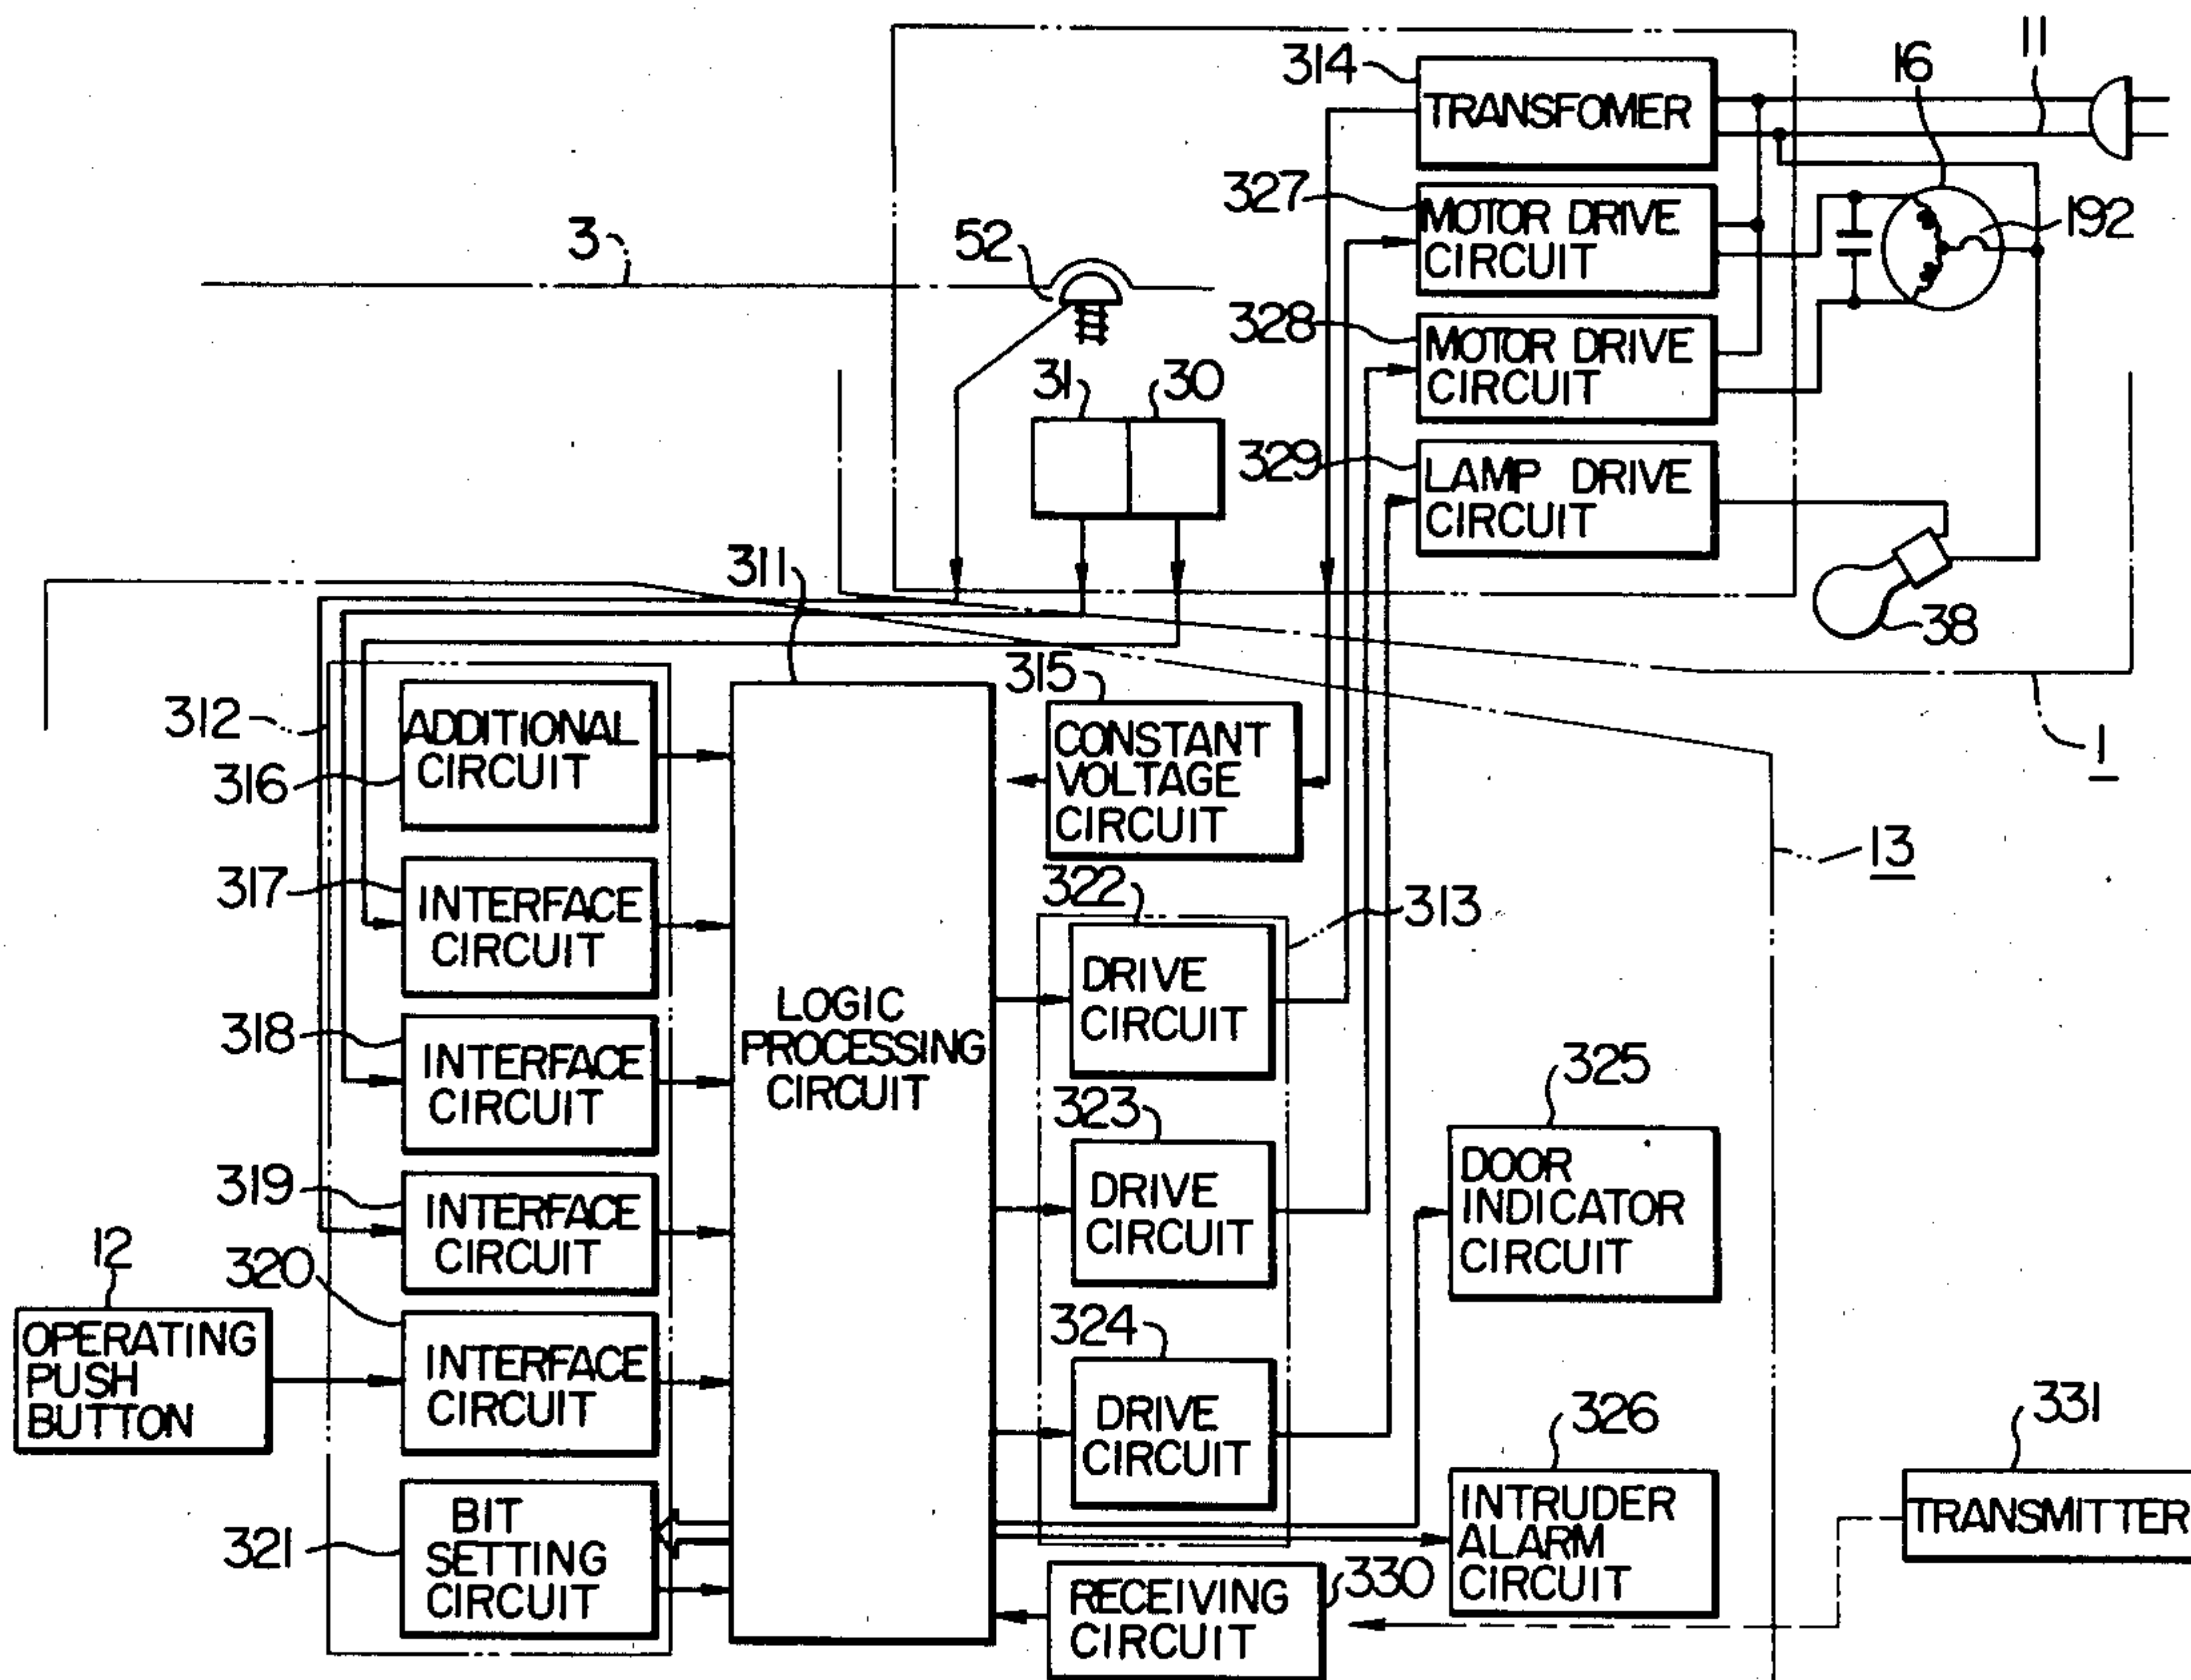 314
TRANSFOMER
16
11
327
MOTOR DRIVE
CIRCUIT
192
3
52
328
MOTOR DRIVE
CIRCUIT
31
30
329
LAMP DRIVE
CIRCUIT
38
311
312
ADDITIONAL
CIRCUIT
316
315
CONSTANT
VOLTAGE
CIRCUIT
1
13
317
INTERFACE
CIRCUIT
322
313
DRIVE
CIRCUIT
LOGIC
PROCESSING
CIRCUIT
318
INTERFACE
CIRCUIT
323
DRIVE
CIRCUIT
325
DOOR
INDICATOR
CIRCUIT
319
INTERFACE
CIRCUIT
12
OPERATING
PUSH
BUTTON
320
INTERFACE
CIRCUIT
324
DRIVE
CIRCUIT
326
INTRUDER
ALARM
CIRCUIT
331
TRANSMITTER
321
BIT
SETTING
CIRCUIT
330
RECEIVING
CIRCUIT